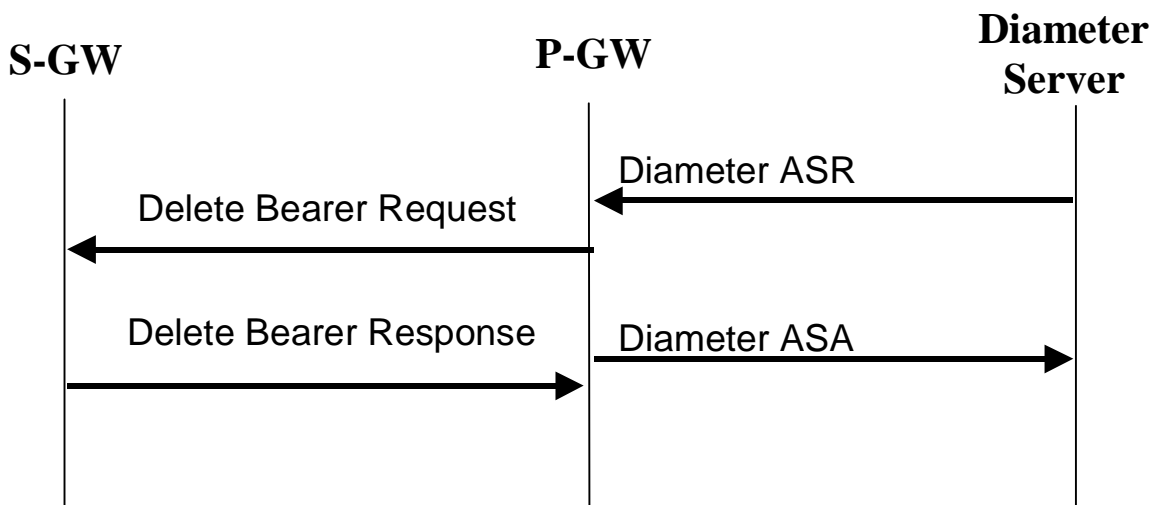 S-GW
P-GW
Diameter
Server
Diameter ASR
Delete Bearer Request
Delete Bearer Response
Diameter ASA